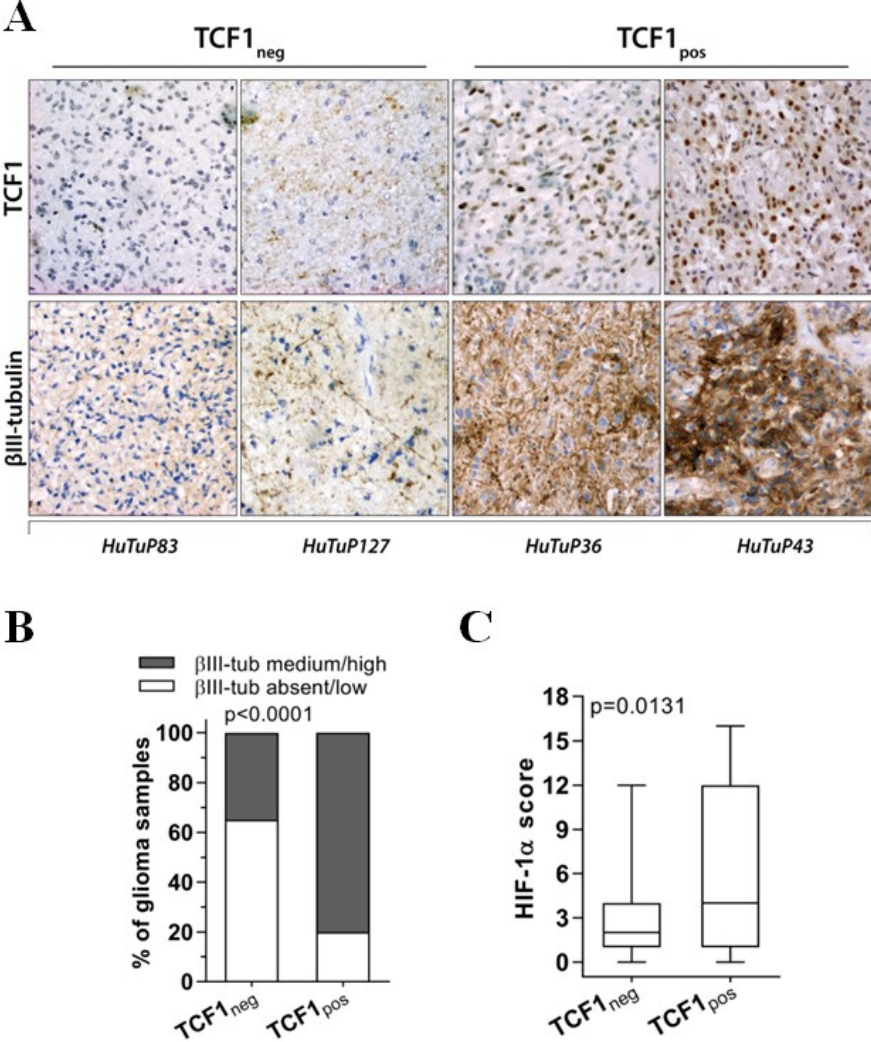 A
TCF1neg TCF1pos
TCF1
βIII-tubulin
HuTuP83 HuTuP127 HuTuP36 HuTuP43
B
βIII-tub medium/high
βIII-tub absent/low
p<0.0001
% of glioma samples
100
80
60
40
20
0
TCF1neg TCF1pos
C
p=0.0131
HIF-1α score
18
15
12
9
6
3
0
TCF1neg TCF1pos